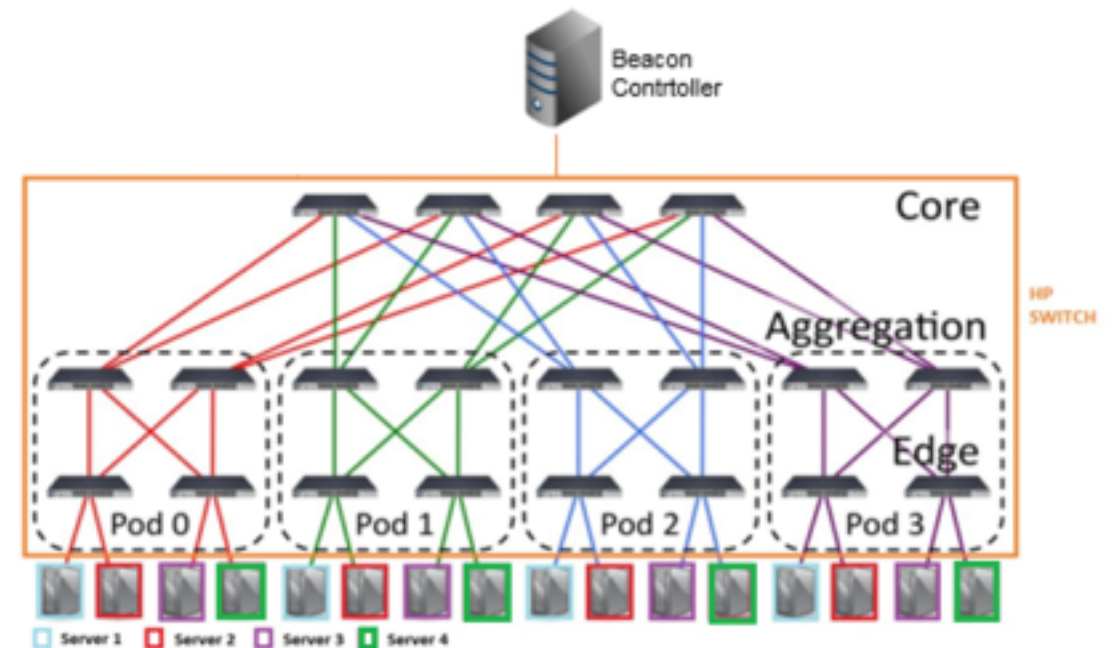 Beacon
Contrtoller
Core
HP
SWITCH
Aggregation
Edge
Pod 0
Pod 1
Pod 2
Pod 3
Server 1
Server 2
Server 3
Server 4